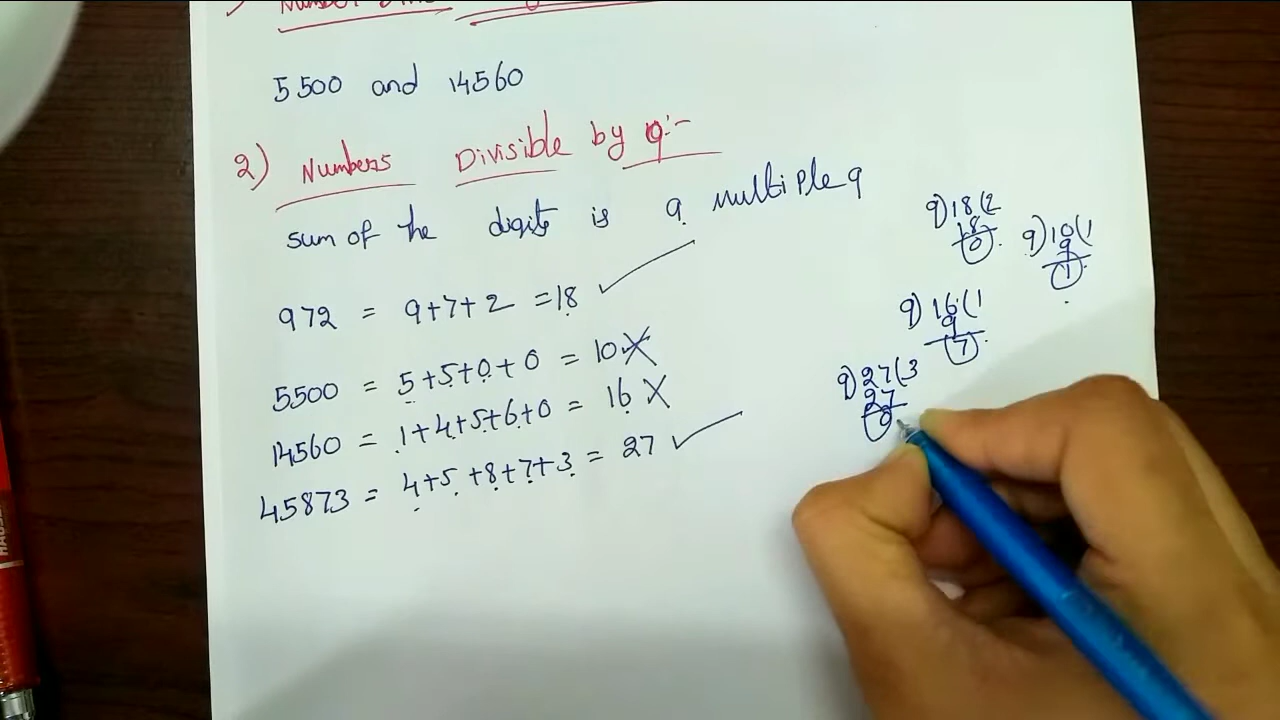 5500 and 14560
2) Numbers Divisible by 9:-
sum of the digits is 9 multiple 9
972 = 9+7+2 = 18 ✓
5500 = 5+5+0+0 = 10 X
14560 = 1+4+5+6+0 = 16 X
45873 = 4+5+8+7+3 = 27 ✓
9)18(2
18
0
9)10(1
9
1
9)16(1
9
7
9)27(3
27
0